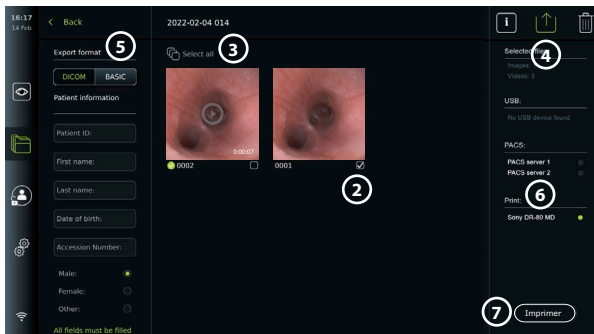 16:17
14 Feb
Back
2022-02-04 014
i
Export format
5
DICOM
BASIC
Patient information
Patient ID:
First name:
Last name:
Date of birth:
Accession Number:
Male:
Female:
Other:
All fields must be filled
Select all
3
0:00:07
0002
0001
2
4
Selected files
Images:
Videos: 0
USB:
No USB device found
PACS:
PACS server 1
PACS server 2
6
Print:
Sony DR-80 MD
7
Imprimer